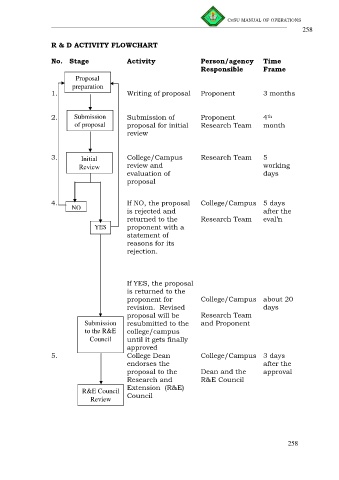 CvSU MANUAL OF OPERATIONS
258
R & D ACTIVITY FLOWCHART
No. Stage Activity Person/agency Time
Responsible Frame
Proposal
preparation
1. Writing of proposal Proponent 3 months
2. Submission Submission of Proponent 4th
of proposal proposal for initial Research Team month
review
3. Initial College/Campus Research Team 5
Review review and working
evaluation of days
proposal
4. If NO, the proposal College/Campus 5 days
NO is rejected and after the
returned to the Research Team eval'n
YES proponent with a
statement of
reasons for its
rejection.
If YES, the proposal
is returned to the
proponent for College/Campus about 20
revision. Revised days
proposal will be Research Team
Submission resubmitted to the and Proponent
to the R&E college/campus
Council until it gets finally
approved
5. College Dean College/Campus 3 days
endorses the after the
proposal to the Dean and the approval
Research and R&E Council
R&E Council Extension (R&E)
Review Council
258